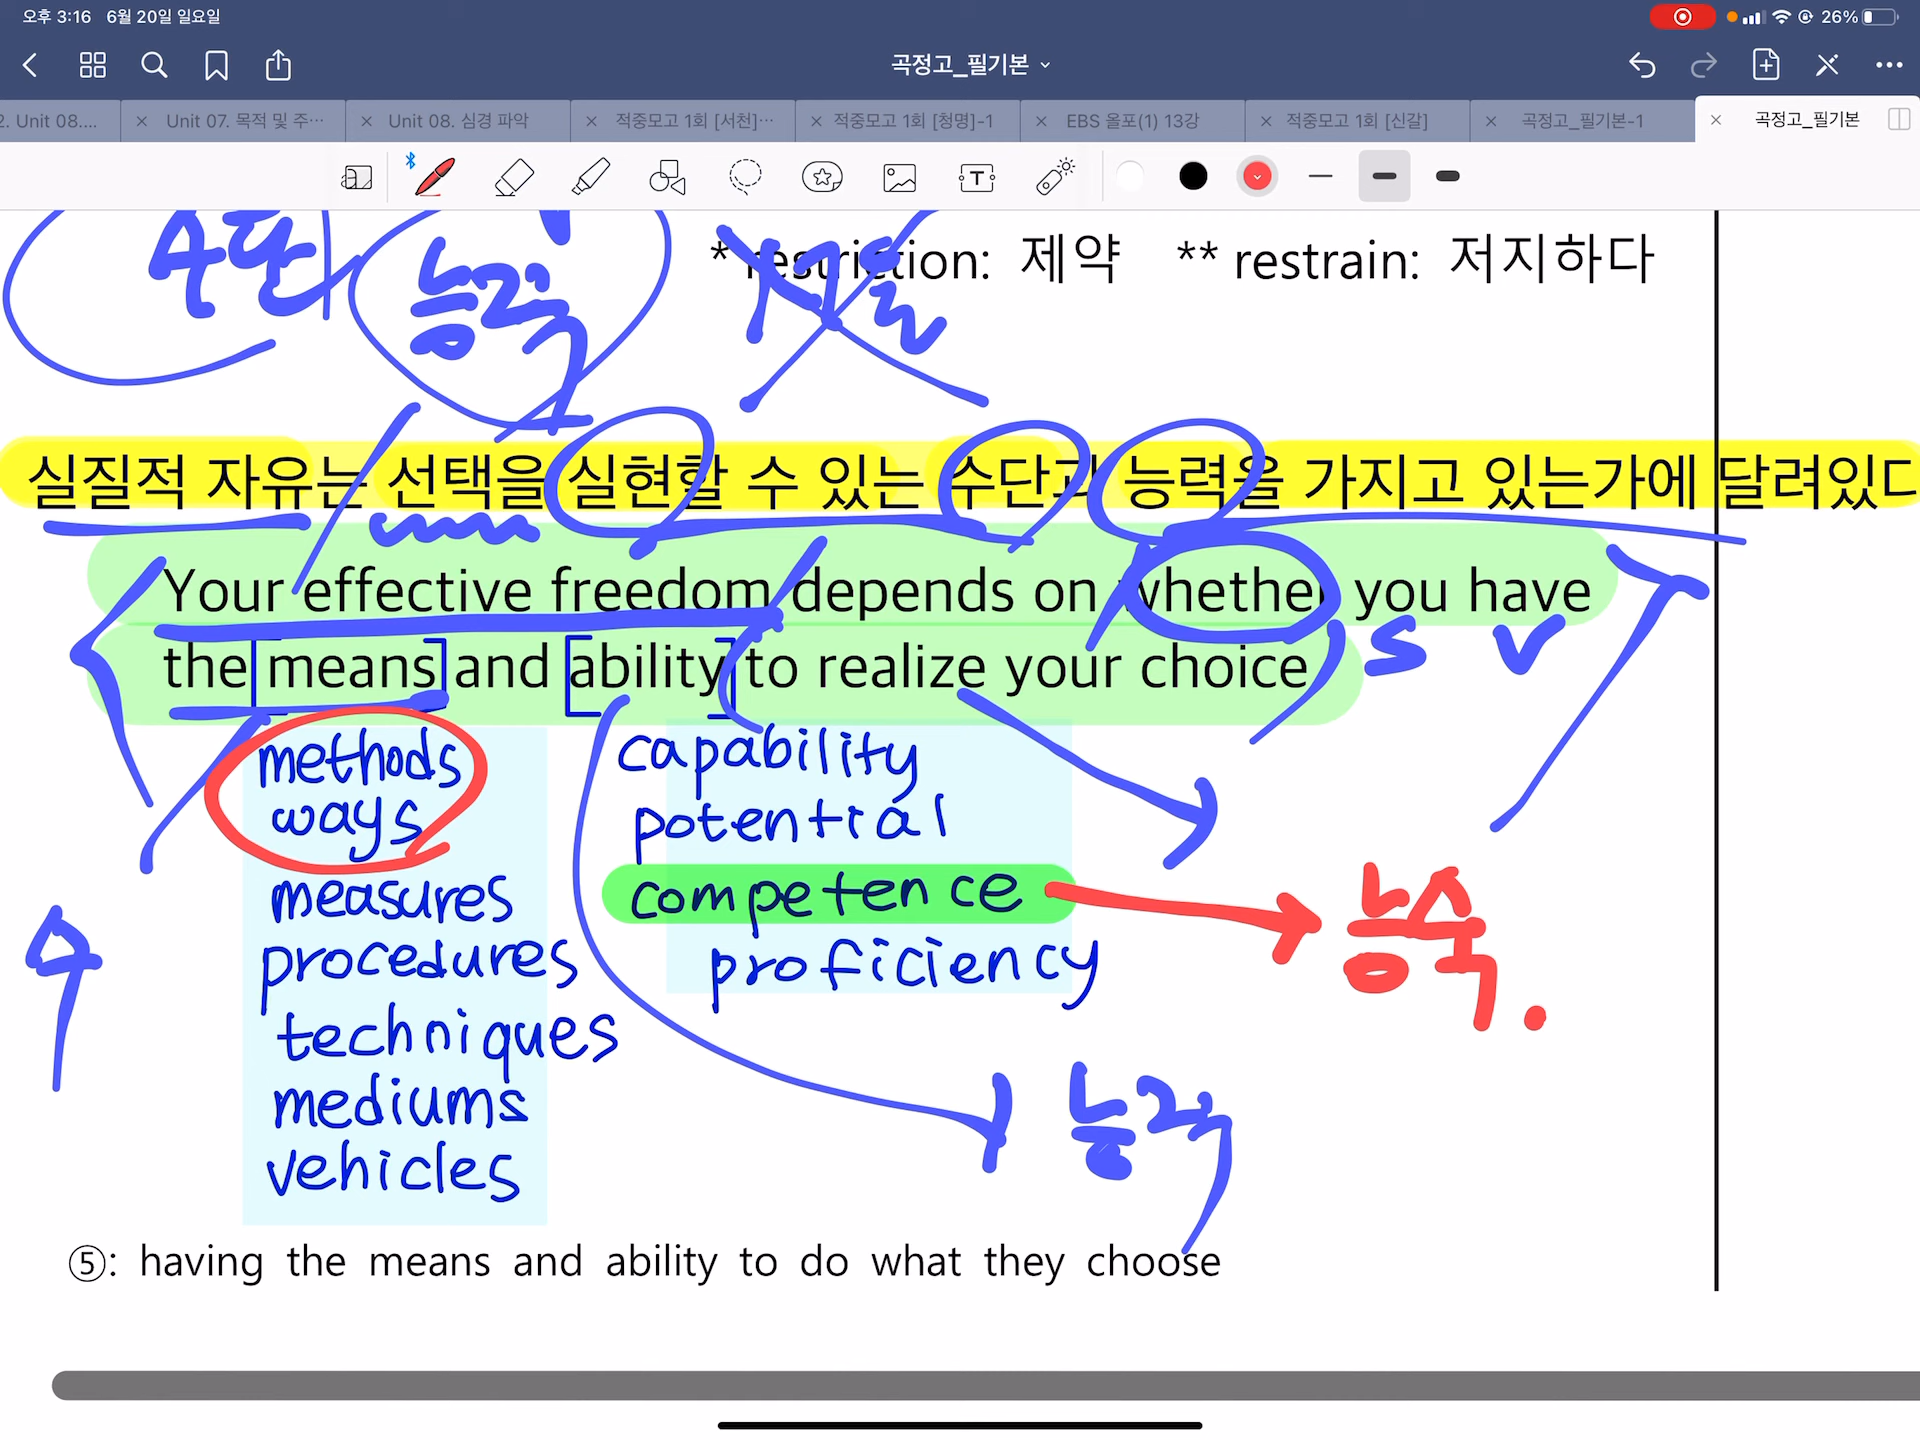 오후 3:16 6월 20일 일요일
26%
곡정고_필기본
2. Unit 08....
Unit 07. 목적 및 주…
Unit 08. 심경 파악
적중모고 1회 [서천]…
적중모고 1회 [청명]-1
EBS 올포(1) 13강
적중모고 1회 [신갈]
곡정고_필기본-1
곡정고_필기본
수단 능력
* restriction: 제약 ** restrain: 저지하다
실질적 자유는 선택을 실현할 수 있는 수단과 능력을 가지고 있는가에 달려있다
Your effective freedom depends on whether you have
the [means] and [ability] to realize your choice
S V
methods
ways
measures
procedures
techniques
mediums
vehicles
capability
potential
competence
proficiency
능숙.
수
능력
⑤: having the means and ability to do what they choose